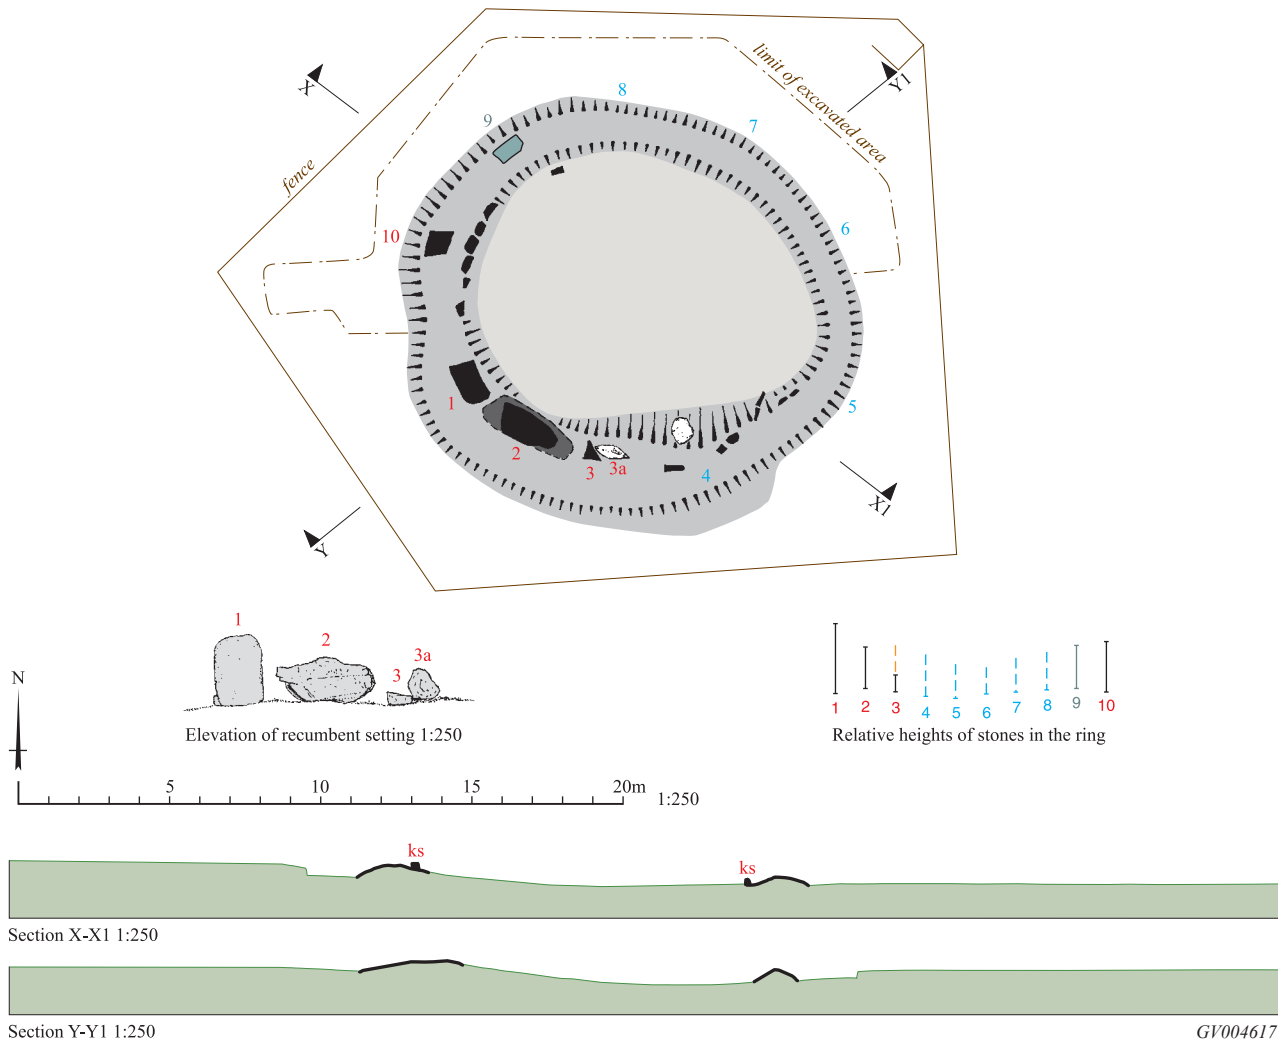 8
7
9
6
10
5
1
2
3
3a
4
X
Y1
fence
limit of excavated area
X1
Y
1
2
3
3a
Elevation of recumbent setting 1:250
1 2 3 4 5 6 7 8 9 10
Relative heights of stones in the ring
N
5 10 15 20m 1:250
ks ks
Section X-X1 1:250
Section Y-Y1 1:250
GV004617